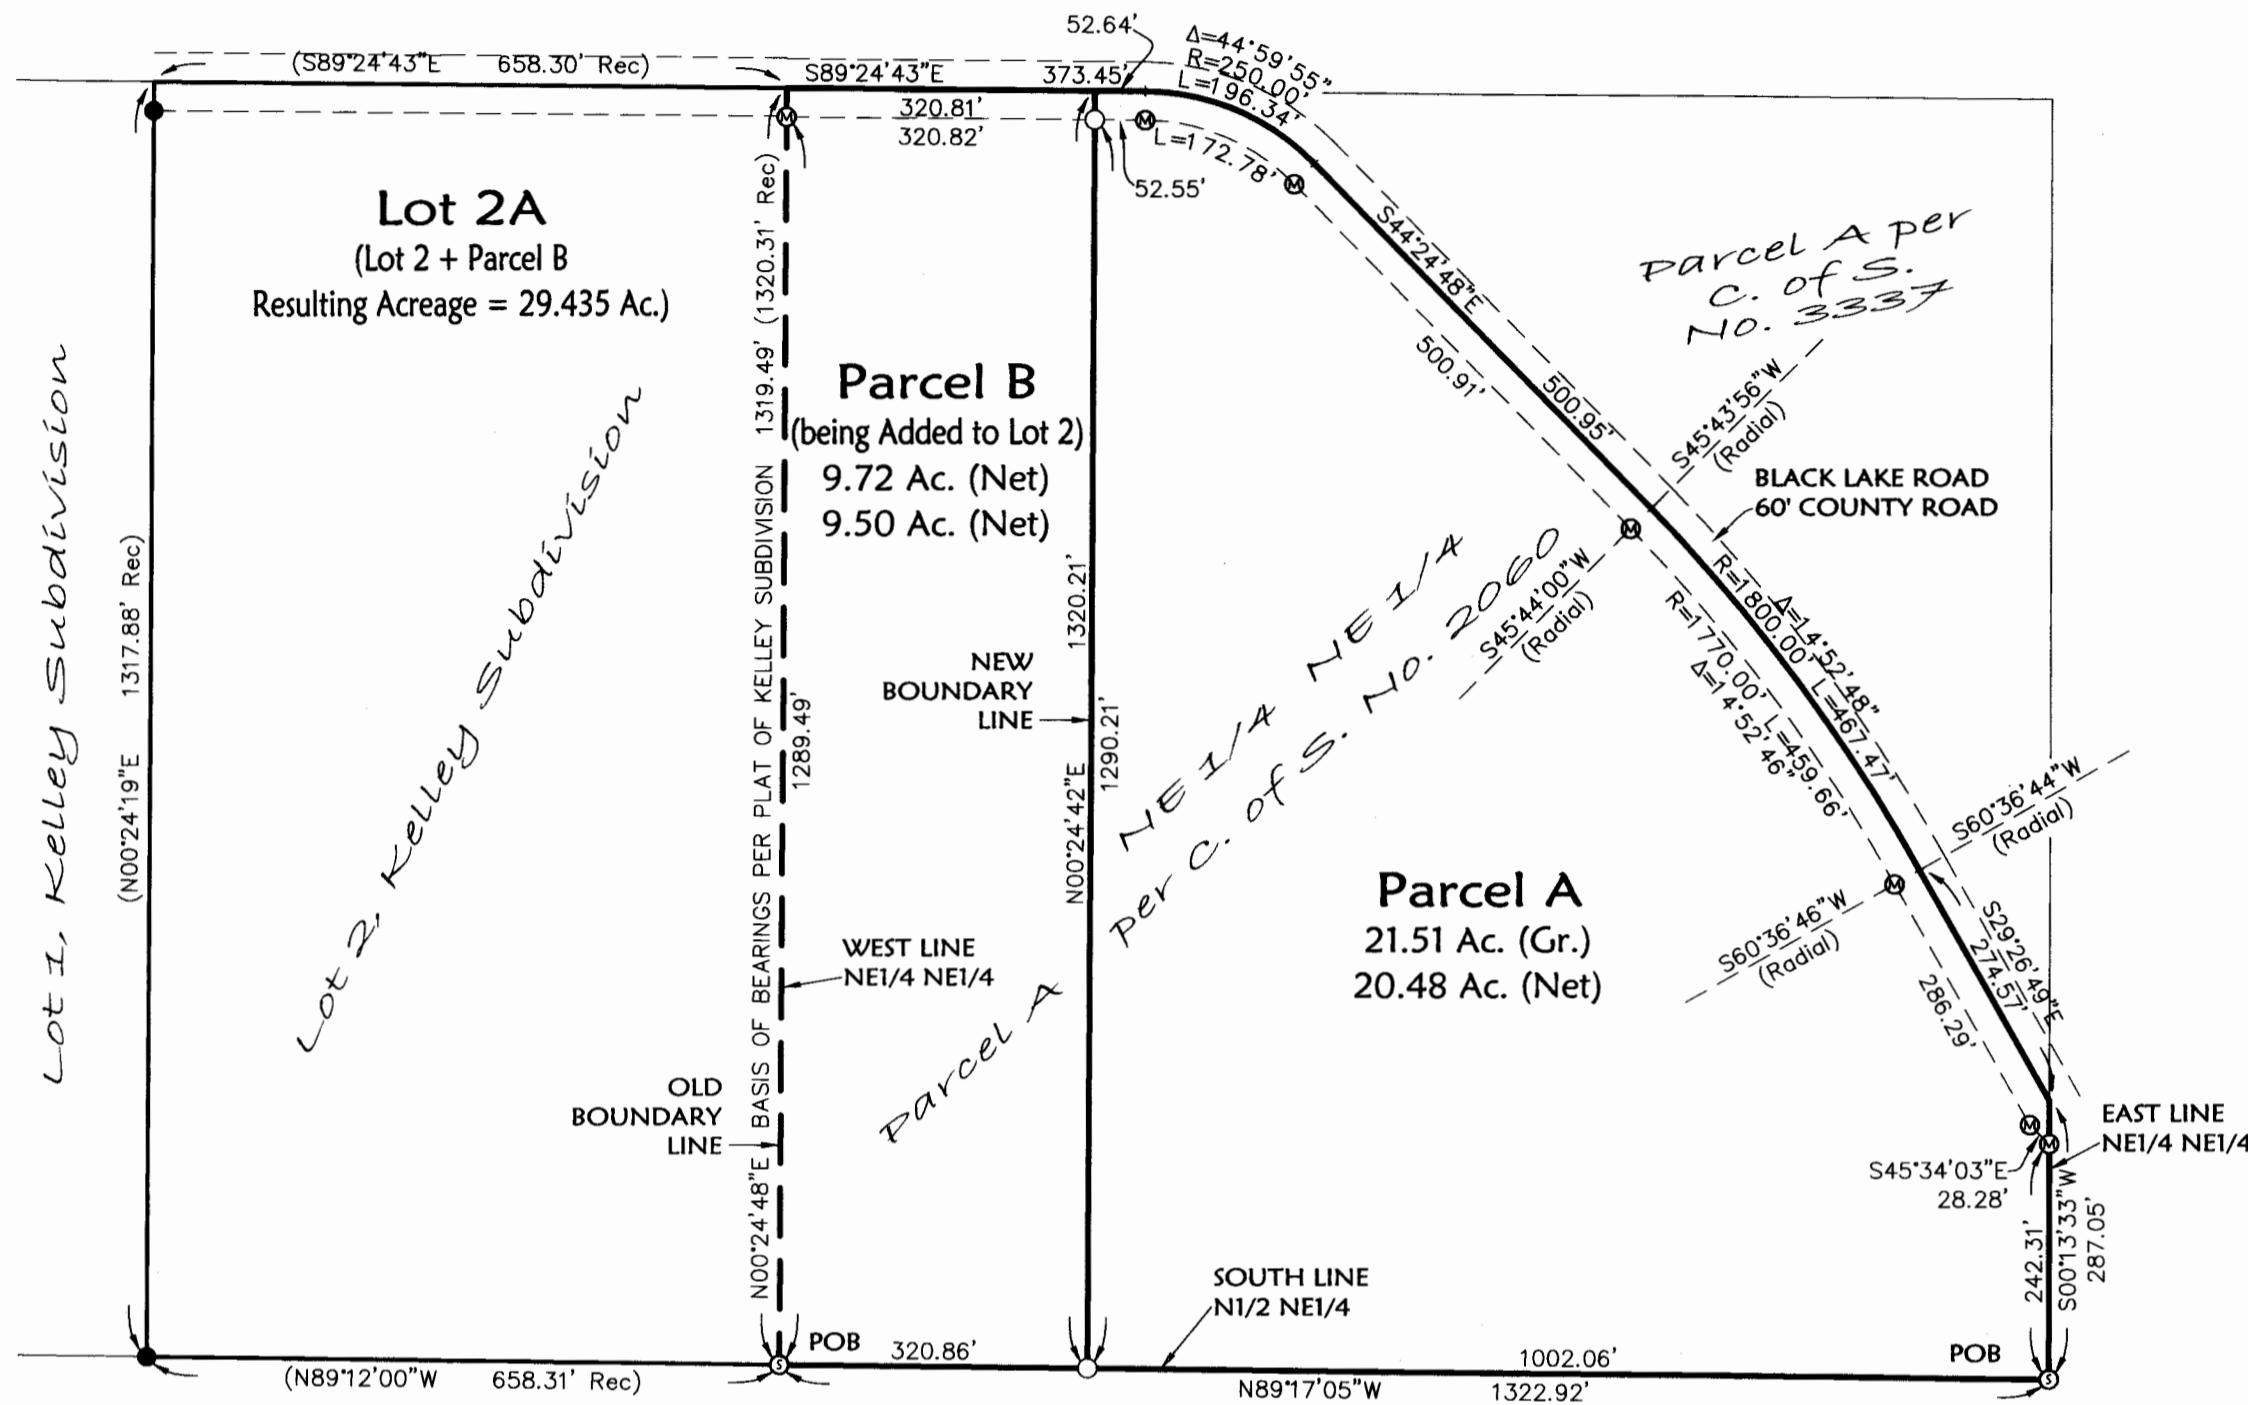 52.64'
Δ=44°59'55"
R=250.00'
L=196.34'
(S89°24'43"E 658.30' Rec)
S89°24'43"E 373.45'
320.81'
320.82'
M
M
L=172.78'
M
52.55'
Lot 2A
(Lot 2 + Parcel B
Resulting Acreage = 29.435 Ac.)
S44°24'48"E
500.95'
500.91'
Parcel A per
C. of S.
No. 3337
S45°43'56"W
(Radial)
Parcel B
(being Added to Lot 2)
9.72 Ac. (Net)
9.50 Ac. (Net)
BLACK LAKE ROAD
60' COUNTY ROAD
M
S45°44'00"W
(Radial)
Lot 1, Kelley Subdivision
(N00°24'19"E 1317.88' Rec)
Lot 2, Kelley Subdivision
N00°24'48"E BASIS OF BEARINGS PER PLAT OF KELLEY SUBDIVISION 1319.49' (1320.31' Rec)
1289.49'
NEW
BOUNDARY
LINE
N00°24'42"E 1320.21'
1290.21'
NE 1/4 NE 1/4
per C. of S. No. 2060
Parcel A
Δ=14°52'48"
R=1800.00' L=467.47'
R=1770.00' L=459.66'
Δ=14°52'46"
S60°36'44"W
(Radial)
M
S60°36'46"W
(Radial)
Parcel A
21.51 Ac. (Gr.)
20.48 Ac. (Net)
S29°26'49"E
274.57'
286.29'
WEST LINE
NE1/4 NE1/4
OLD
BOUNDARY
LINE
M
M
EAST LINE
NE1/4 NE1/4
S45°34'03"E
28.28'
242.31'
S00°13'33"W
287.05'
SOUTH LINE
N1/2 NE1/4
POB
320.86'
1002.06'
POB
S
S
(N89°12'00"W 658.31' Rec)
N89°17'05"W 1322.92'